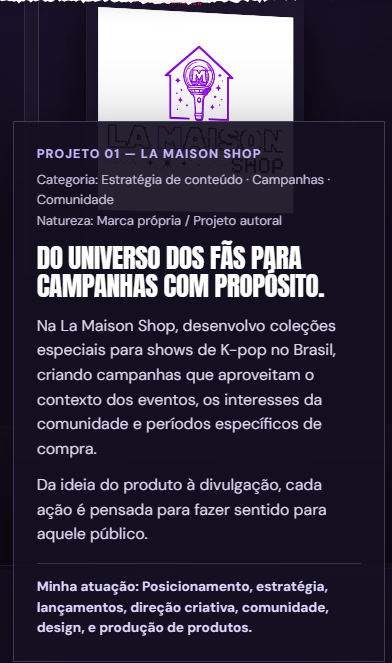 M
LA MAISON
SHOP
PROJETO 01 — LA MAISON SHOP
Categoria: Estratégia de conteúdo · Campanhas ·
Comunidade
Natureza: Marca própria / Projeto autoral
DO UNIVERSO DOS FÃS PARA
CAMPANHAS COM PROPÓSITO.
Na La Maison Shop, desenvolvo coleções
especiais para shows de K-pop no Brasil,
criando campanhas que aproveitam o
contexto dos eventos, os interesses da
comunidade e períodos específicos de
compra.
Da ideia do produto à divulgação, cada
ação é pensada para fazer sentido para
aquele público.
Minha atuação: Posicionamento, estratégia,
lançamentos, direção criativa, comunidade,
design, e produção de produtos.